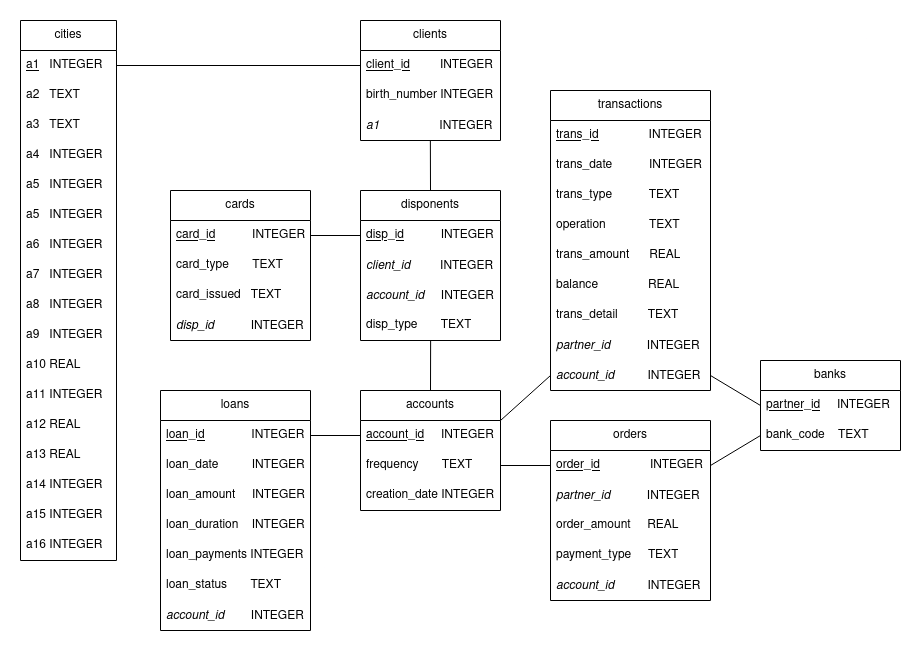 cities
a1 INTEGER
a2 TEXT
a3 TEXT
a4 INTEGER
a5 INTEGER
a5 INTEGER
a6 INTEGER
a7 INTEGER
a8 INTEGER
a9 INTEGER
a10 REAL
a11 INTEGER
a12 REAL
a13 REAL
a14 INTEGER
a15 INTEGER
a16 INTEGER
clients
client_id INTEGER
birth_number INTEGER
a1 INTEGER
cards
card_id INTEGER
card_type TEXT
card_issued TEXT
disp_id INTEGER
disponents
disp_id INTEGER
client_id INTEGER
account_id INTEGER
disp_type TEXT
loans
loan_id INTEGER
loan_date INTEGER
loan_amount INTEGER
loan_duration INTEGER
loan_payments INTEGER
loan_status TEXT
account_id INTEGER
accounts
account_id INTEGER
frequency TEXT
creation_date INTEGER
transactions
trans_id INTEGER
trans_date INTEGER
trans_type TEXT
operation TEXT
trans_amount REAL
balance REAL
trans_detail TEXT
partner_id INTEGER
account_id INTEGER
orders
order_id INTEGER
partner_id INTEGER
order_amount REAL
payment_type TEXT
account_id INTEGER
banks
partner_id INTEGER
bank_code TEXT